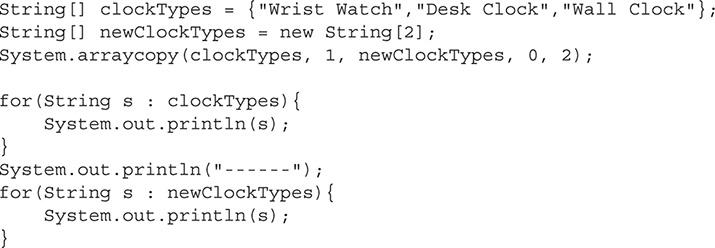 String[] clockTypes = {"Wrist Watch","Desk Clock","Wall Clock"};
String[] newClockTypes = new String[2];
System.arraycopy(clockTypes, 1, newClockTypes, 0, 2);

for(String s : clockTypes){
    System.out.println(s);
}
System.out.println("------");
for(String s : newClockTypes){
    System.out.println(s);
}